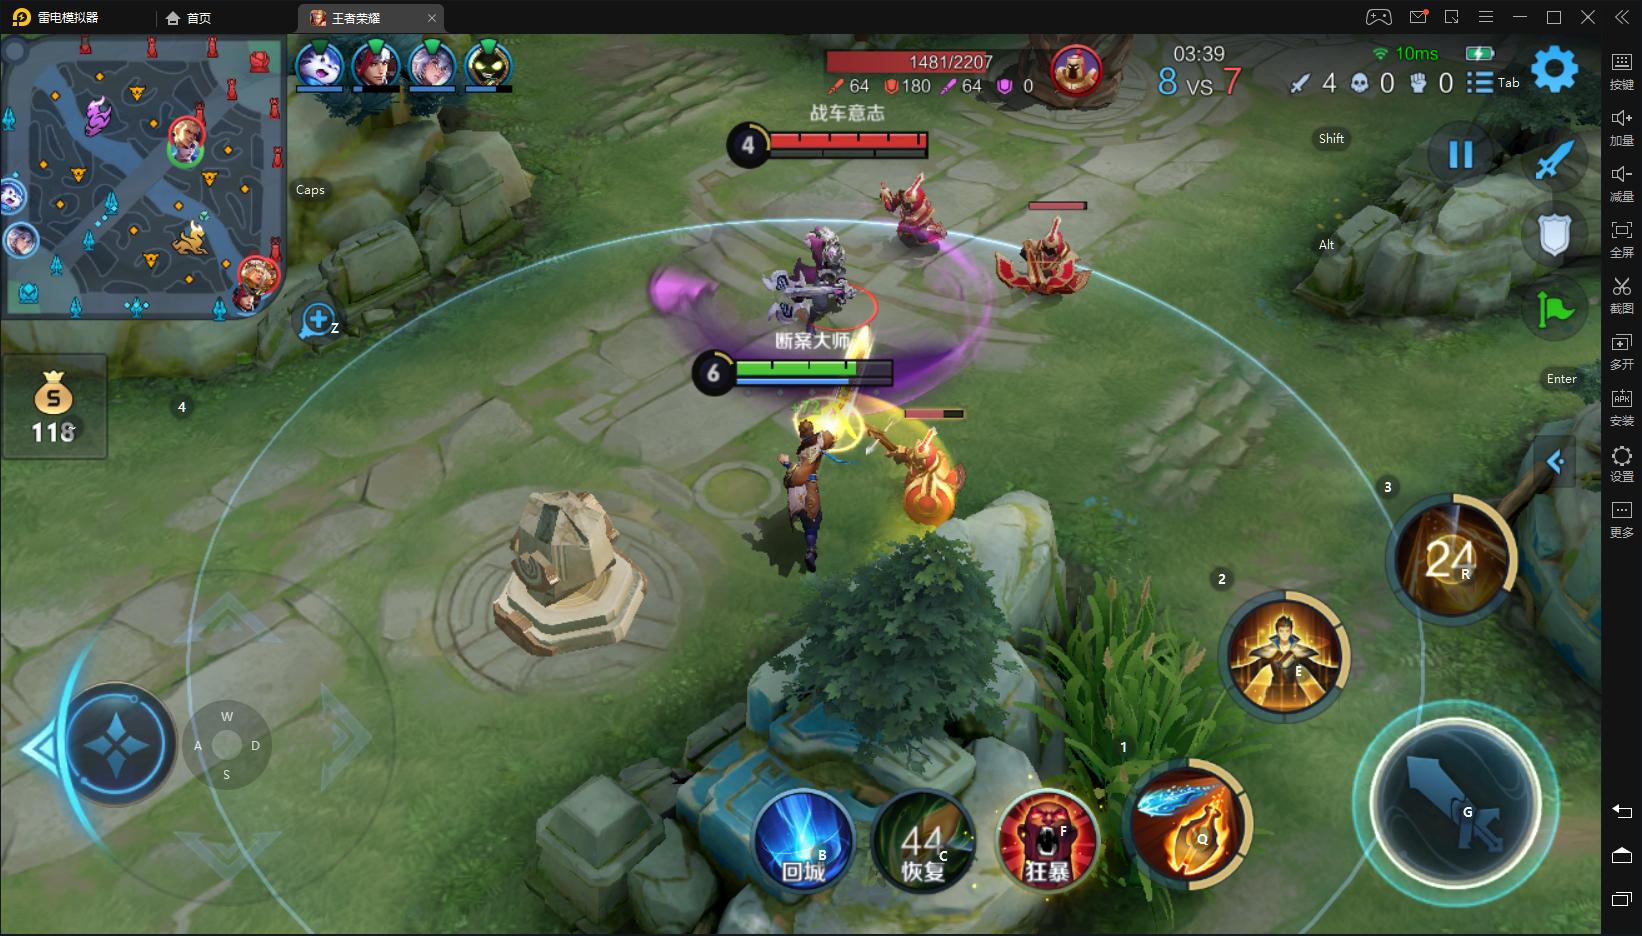 雷电模拟器
首页
王者荣耀
1481/2207
64 180 64 0
03:39
8 VS 7
10ms
4 0 0 Tab
按键
加量
减量
全屏
截图
多开
安装
设置
更多
战车意志
4
Shift
Caps
Alt
Z
断案大师
6
+72
Enter
118
4
3
24
R
2
E
W
A D
S
1
Q
G
B
回城
44
C
恢复
F
狂暴
APK